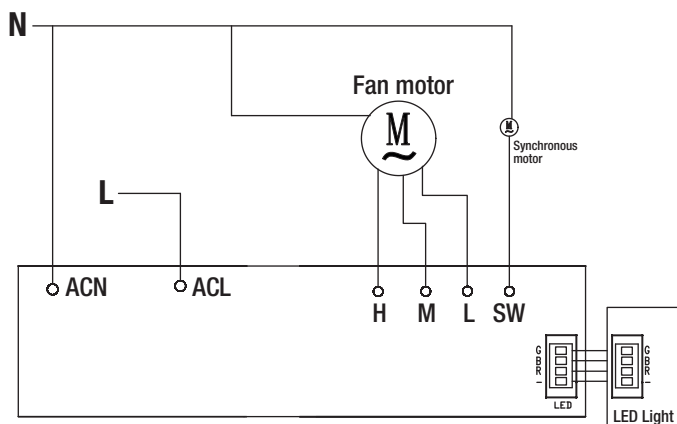 N
Fan motor
M
M
Synchronous
motor
L
ACN
ACL
H
M
L
SW
G
B
R
-
LED
G
B
R
-
LED Light